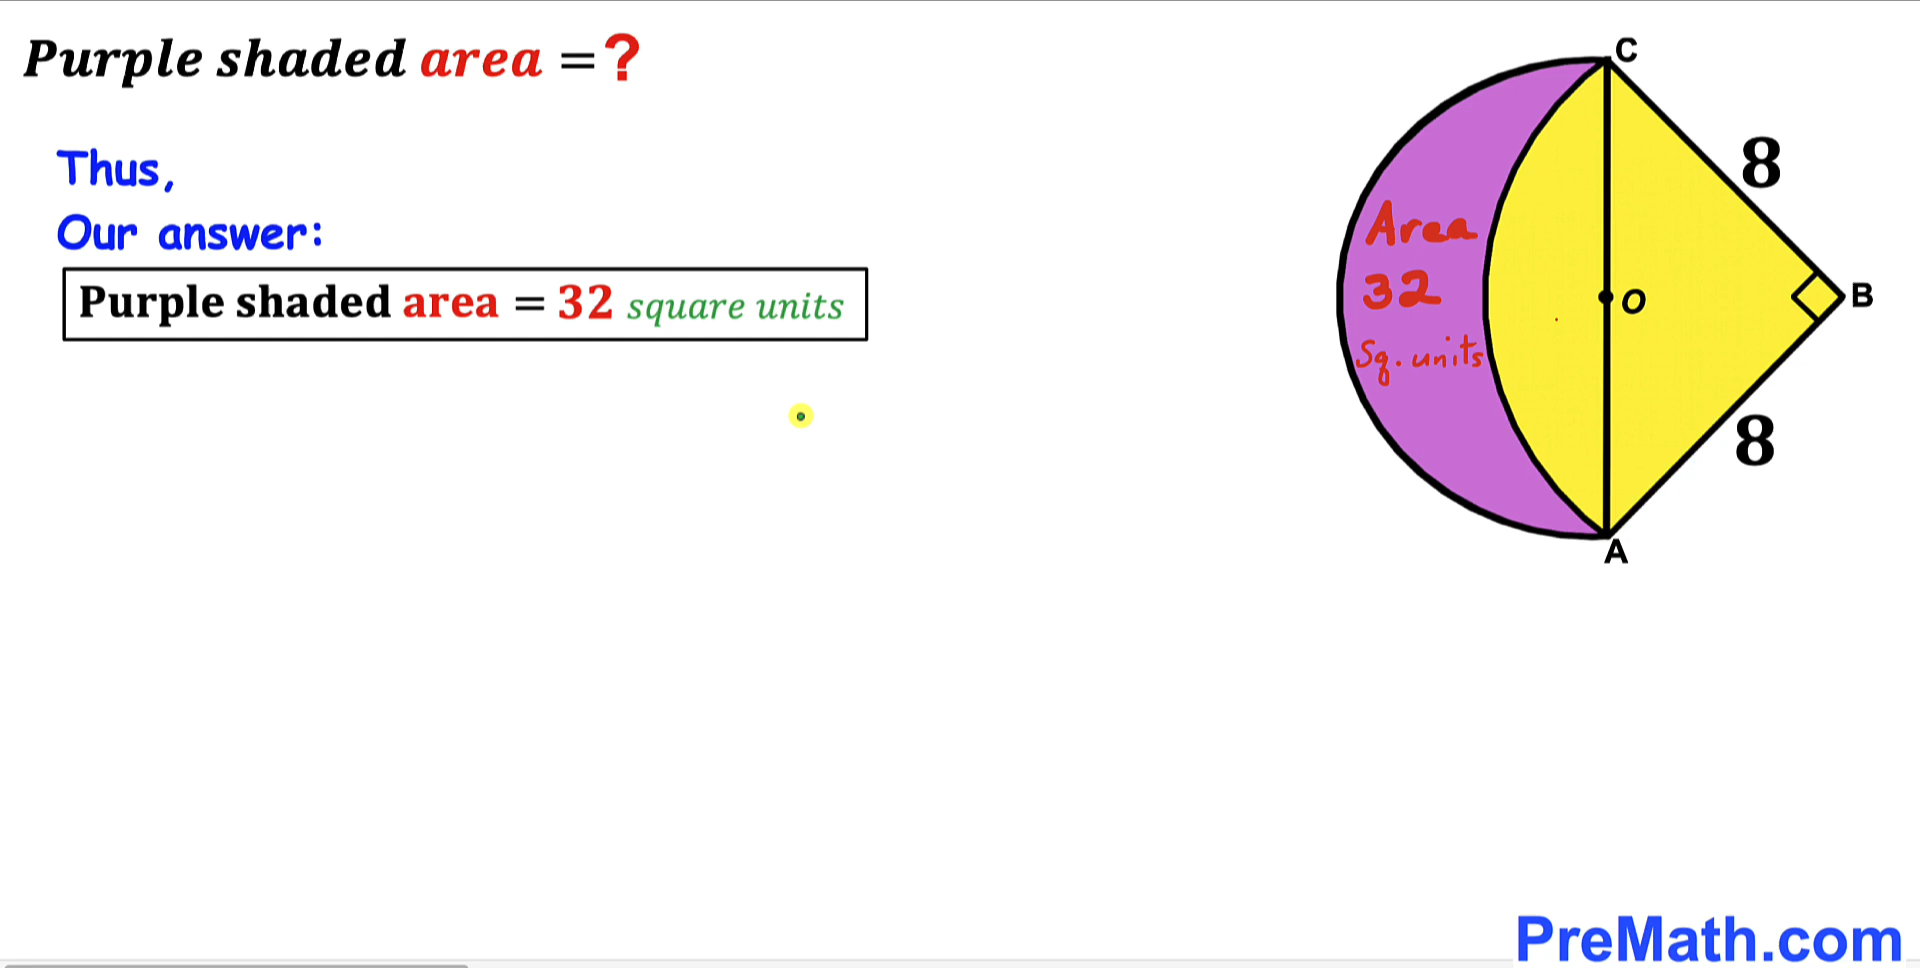 Purple shaded area = ?
Thus,
Our answer:
Purple shaded area = 32 square units
C
8
Area
32
Sq. units
O
B
8
A
PreMath.com